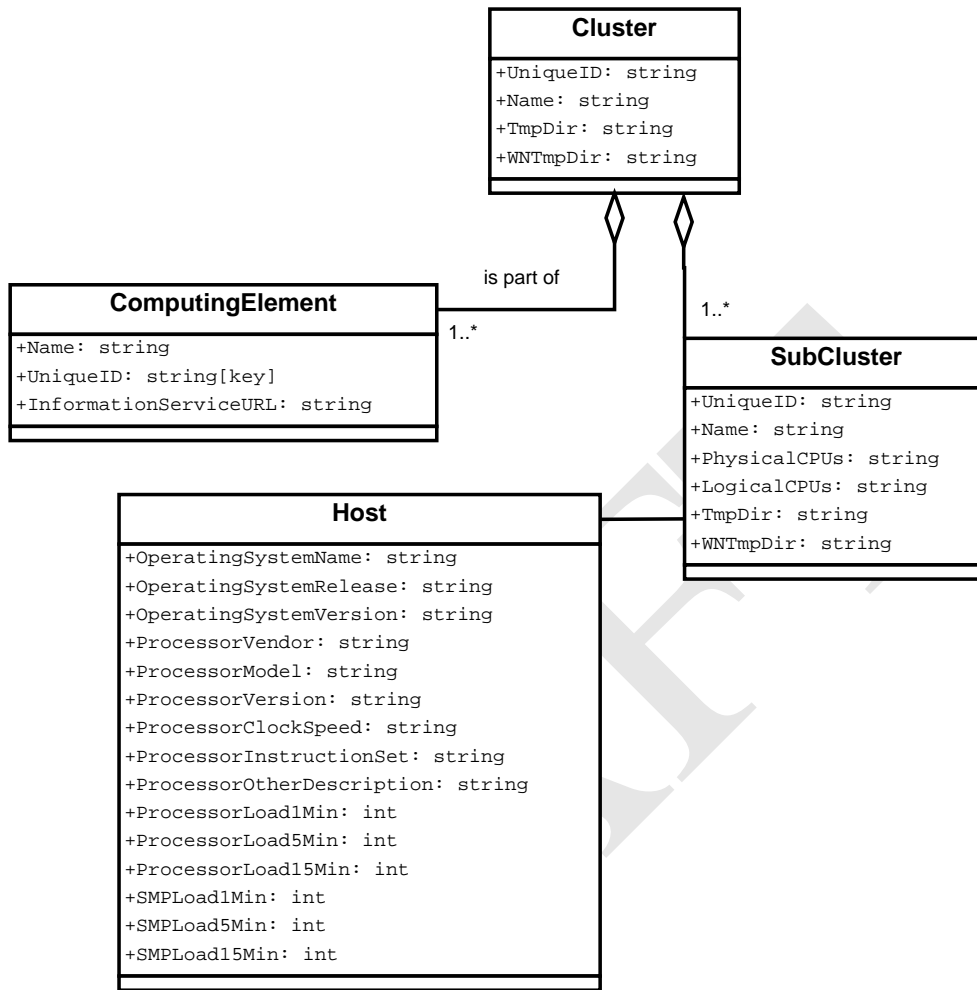 Cluster
+UniqueID: string
+Name: string
+TmpDir: string
+WNTmpDir: string
is part of
1..*
1..*
ComputingElement
+Name: string
+UniqueID: string[key]
+InformationServiceURL: string
SubCluster
+UniqueID: string
+Name: string
+PhysicalCPUs: string
+LogicalCPUs: string
+TmpDir: string
+WNTmpDir: string
Host
+OperatingSystemName: string
+OperatingSystemRelease: string
+OperatingSystemVersion: string
+ProcessorVendor: string
+ProcessorModel: string
+ProcessorVersion: string
+ProcessorClockSpeed: string
+ProcessorInstructionSet: string
+ProcessorOtherDescription: string
+ProcessorLoad1Min: int
+ProcessorLoad5Min: int
+ProcessorLoad15Min: int
+SMPLoad1Min: int
+SMPLoad5Min: int
+SMPLoad15Min: int